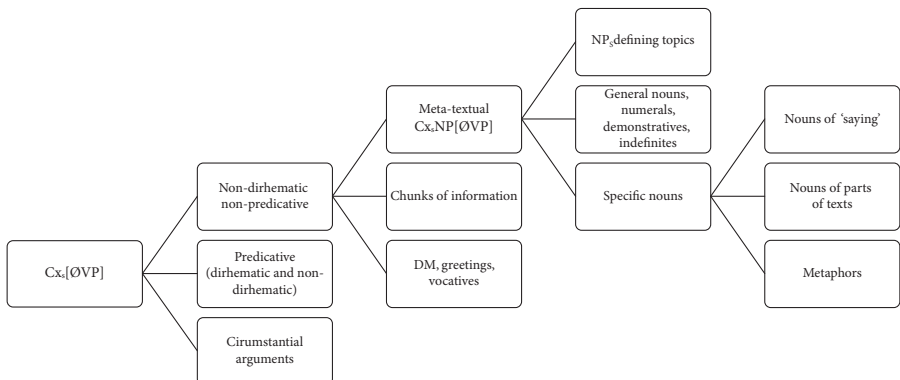 Cxₛ[ØVP]
Non-dirhematic
non-predicative
Predicative
(dirhematic and non-
dirhematic)
Cirumstantial
arguments
Meta-textual
CxₛNP[ØVP]
Chunks of information
DM, greetings,
vocatives
NPₛdefining topics
General nouns,
numerals,
demonstratives,
indefinites
Specific nouns
Nouns of ‘saying’
Nouns of parts
of texts
Metaphors